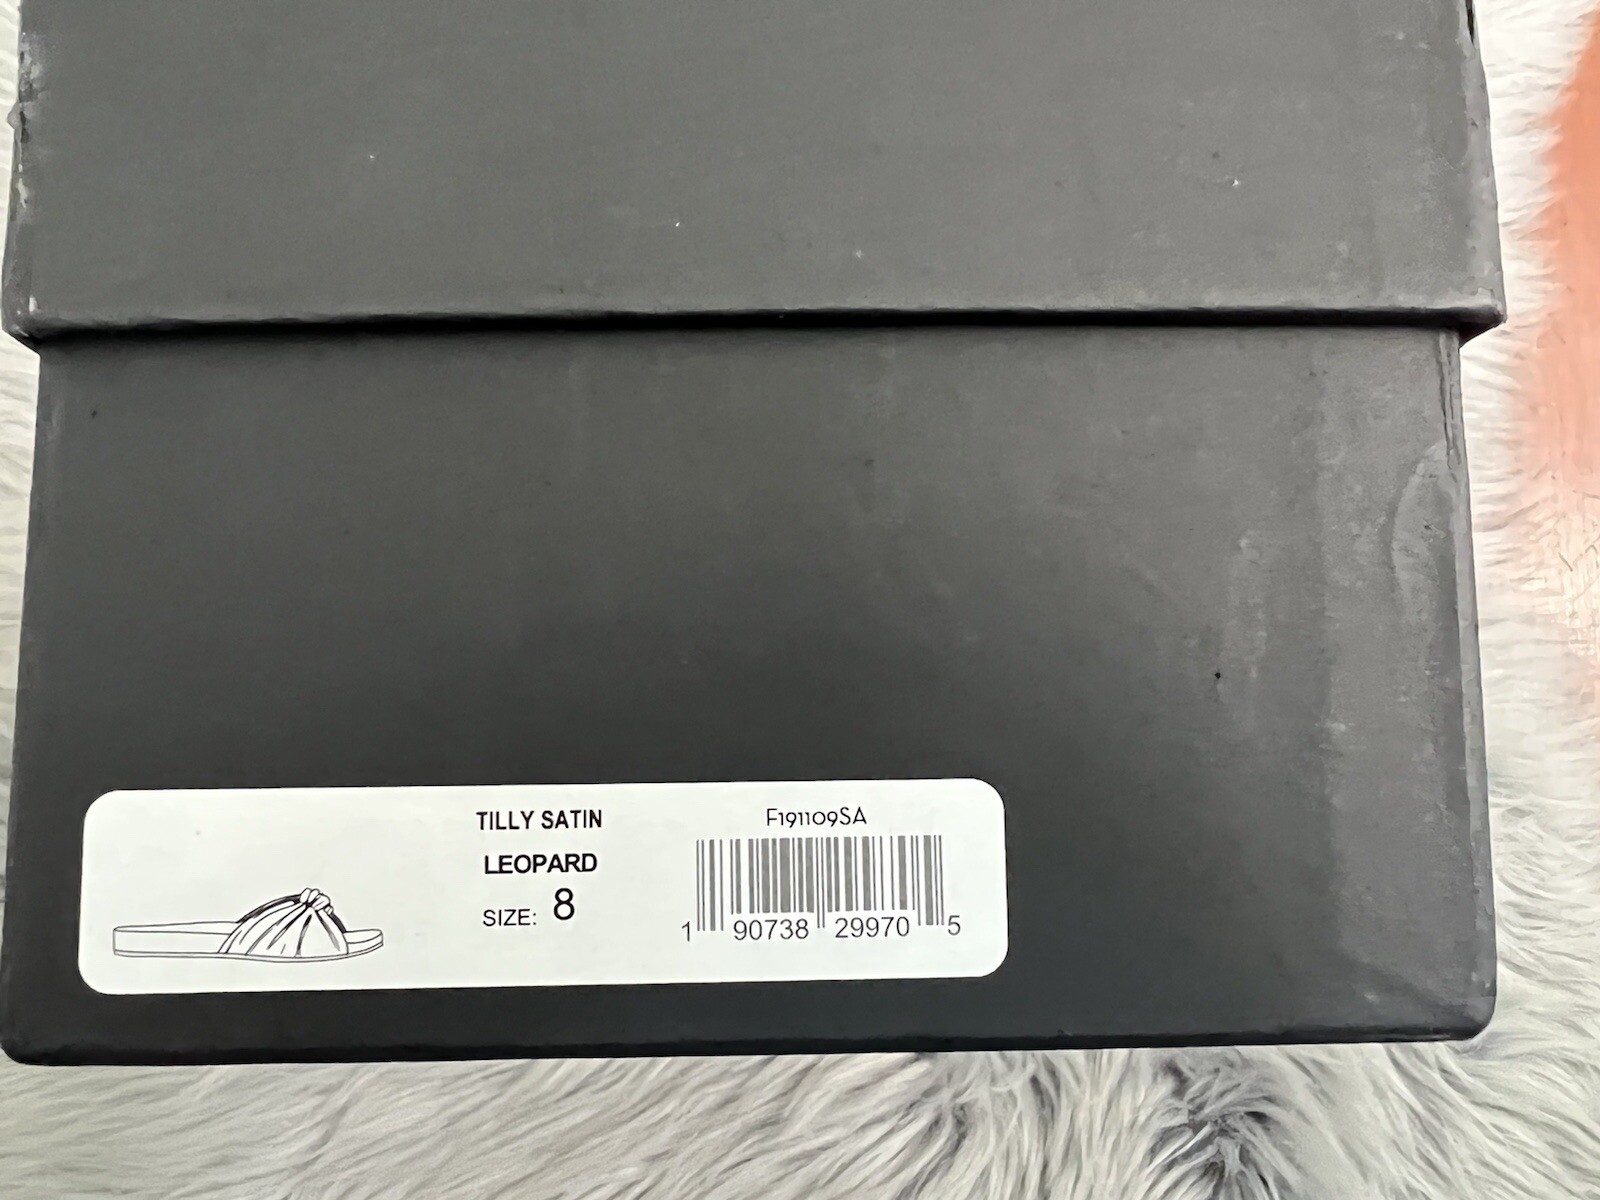 TILLY SATIN
LEOPARD
SIZE: 8
F191109SA
1 90738 29970 5